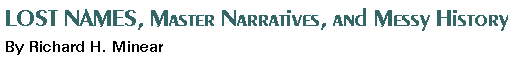 LOST NAMES, Master Narratives, and Messy History
By Richard H. Minear